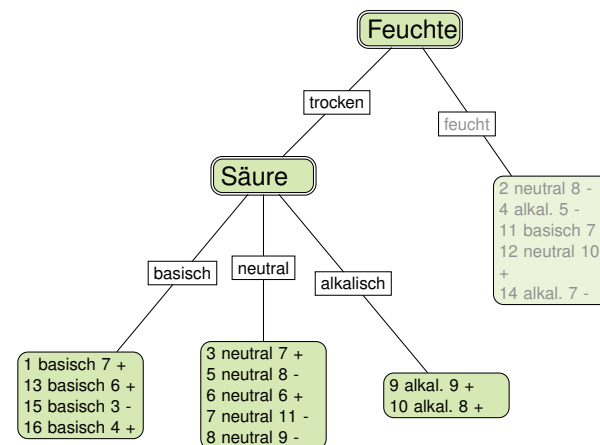 Feuchte
trocken
feucht
Säure
2 neutral 8 -
4 alkal. 5 -
11 basisch 7
12 neutral 10
+
14 alkal. 7 -
basisch
neutral
alkalisch
1 basisch 7 +
13 basisch 6 +
15 basisch 3 -
16 basisch 4 +
3 neutral 7 +
5 neutral 8 -
6 neutral 6 +
7 neutral 11 -
8 neutral 9 -
9 alkal. 9 +
10 alkal. 8 +